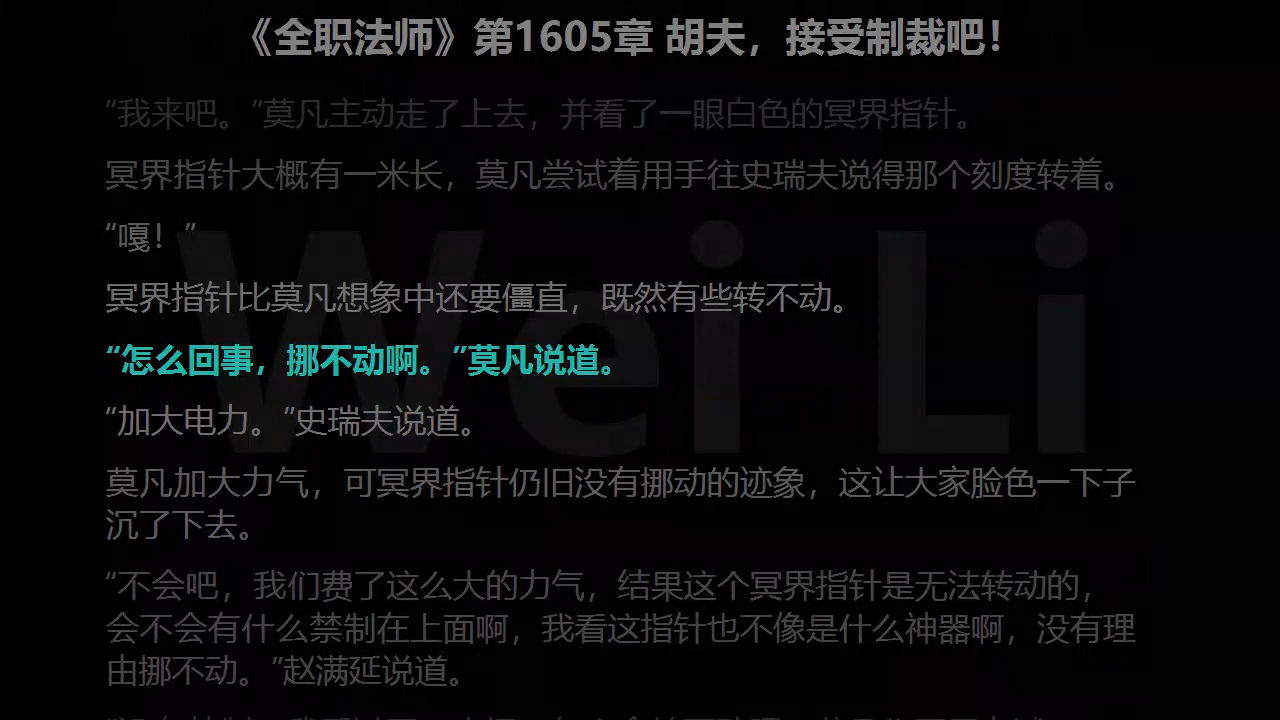 《全职法师》第1605章 胡夫，接受制裁吧！
“我来吧。“莫凡主动走了上去，并看了一眼白色的冥界指针。
冥界指针大概有一米长，莫凡尝试着用手往史瑞夫说得那个刻度转着。
“嘎！”
冥界指针比莫凡想象中还要僵直，既然有些转不动。
“怎么回事，挪不动啊。”莫凡说道。
“加大电力。”史瑞夫说道。
莫凡加大力气，可冥界指针仍旧没有挪动的迹象，这让大家脸色一下子
沉了下去。
“不会吧，我们费了这么大的力气，结果这个冥界指针是无法转动的，
会不会有什么禁制在上面啊，我看这指针也不像是什么神器啊，没有理
由挪不动。”赵满延说道。
Wei Li